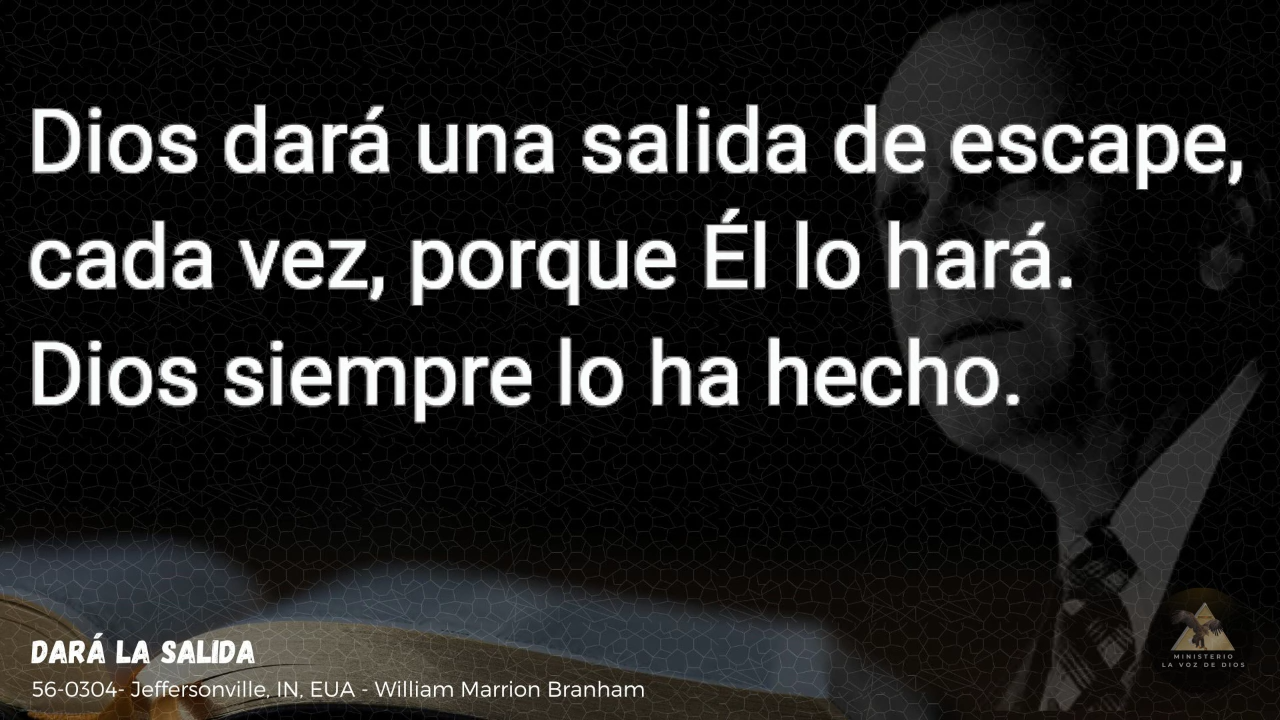 Dios dará una salida de escape,
cada vez, porque Él lo hará.
Dios siempre lo ha hecho.
DARÁ LA SALIDA
56-0304- Jeffersonville, IN, EUA - William Marrion Branham
MINISTERIO
LA VOZ DE DIOS